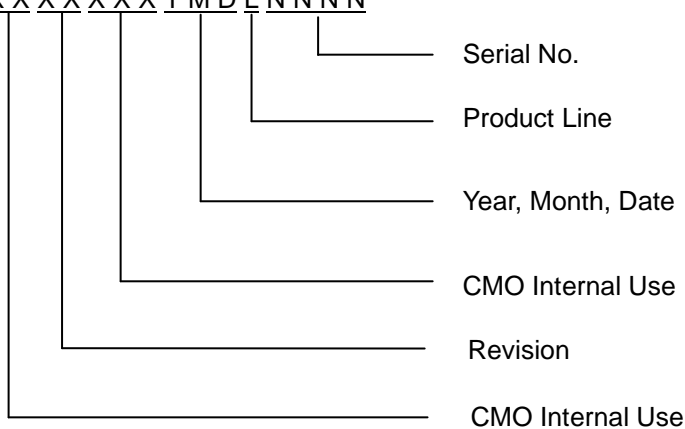 X X X X X X Y M D L N N N N
Serial No.
Product Line
Year, Month, Date
CMO Internal Use
Revision
CMO Internal Use